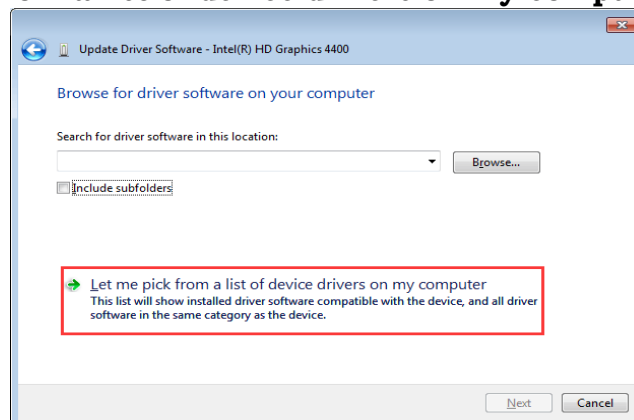 Update Driver Software - Intel(R) HD Graphics 4400
Browse for driver software on your computer
Search for driver software in this location:
Browse...
Include subfolders
Let me pick from a list of device drivers on my computer
This list will show installed driver software compatible with the device, and all driver
software in the same category as the device.
Next
Cancel